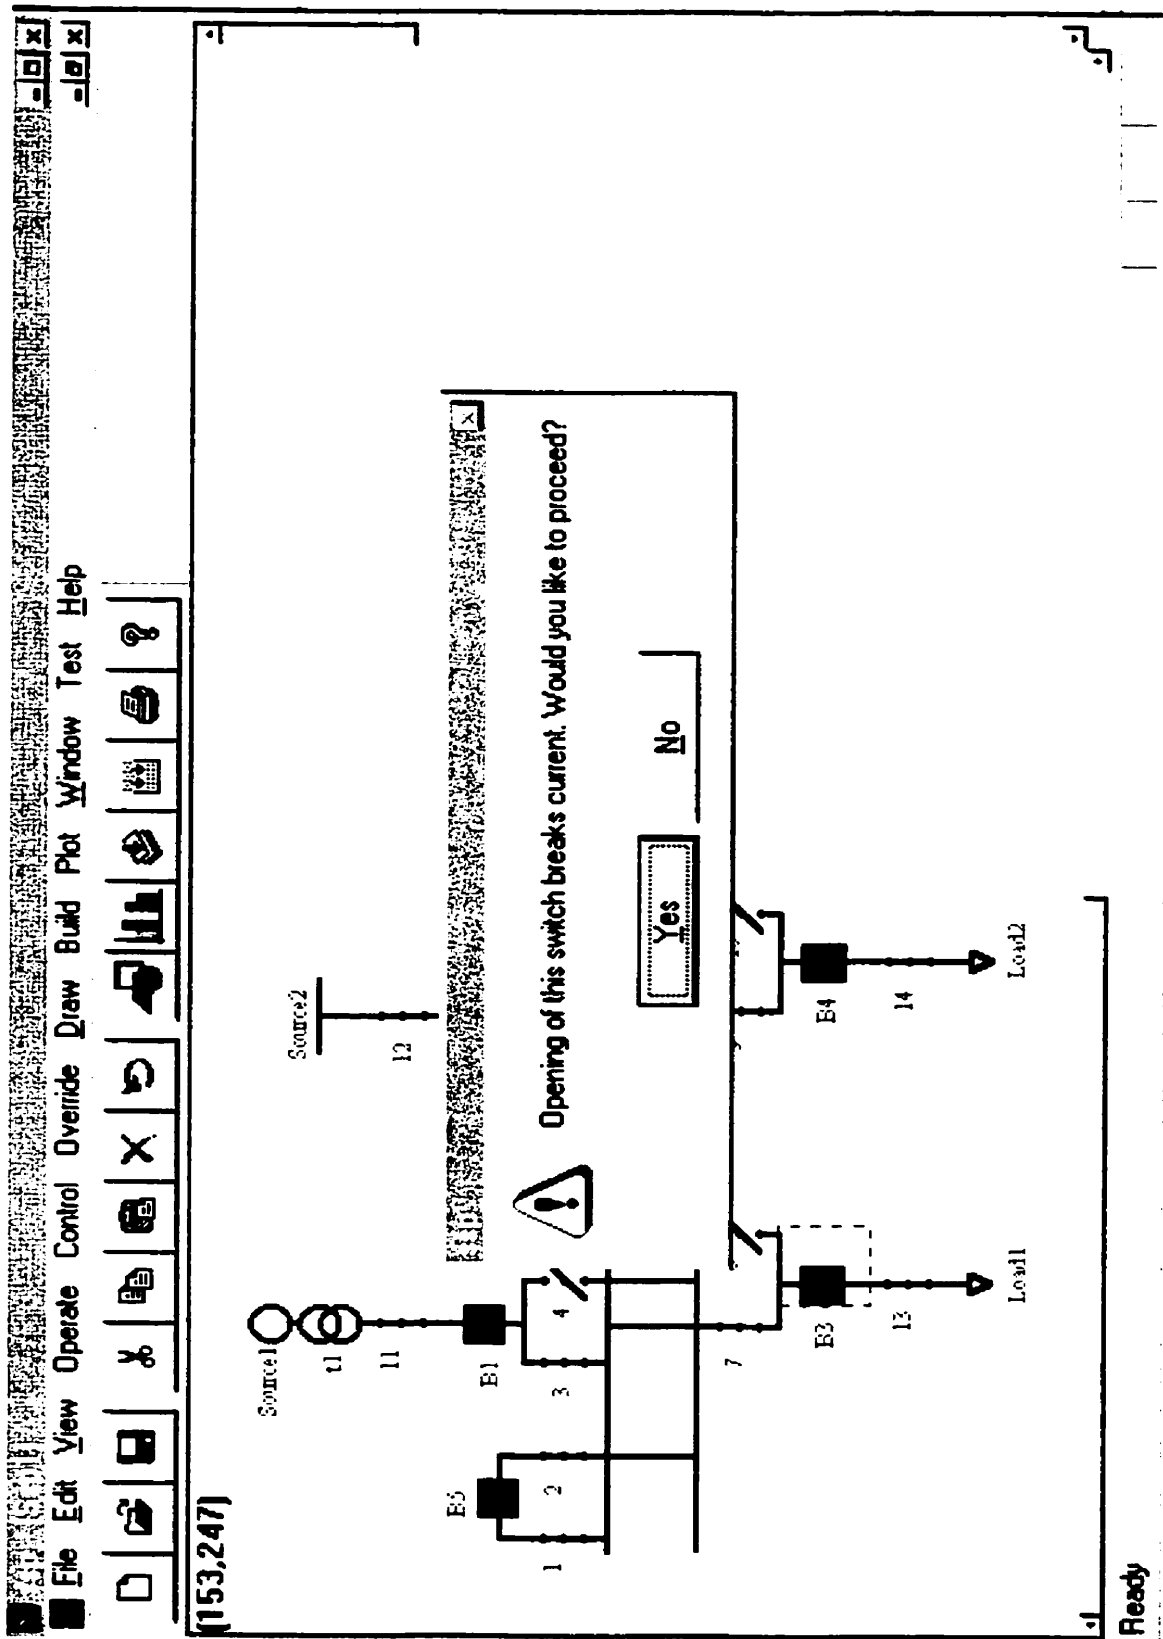 File Edit View Operate Control Override Draw Build Plot Window Test Help
(153,247)
Source1
Source2
t1
11
12
B5
B1
1
2
3
4
Opening of this switch breaks current. Would you like to proceed?
Yes
No
7
B3
B4
13
14
Load1
Load2
Ready